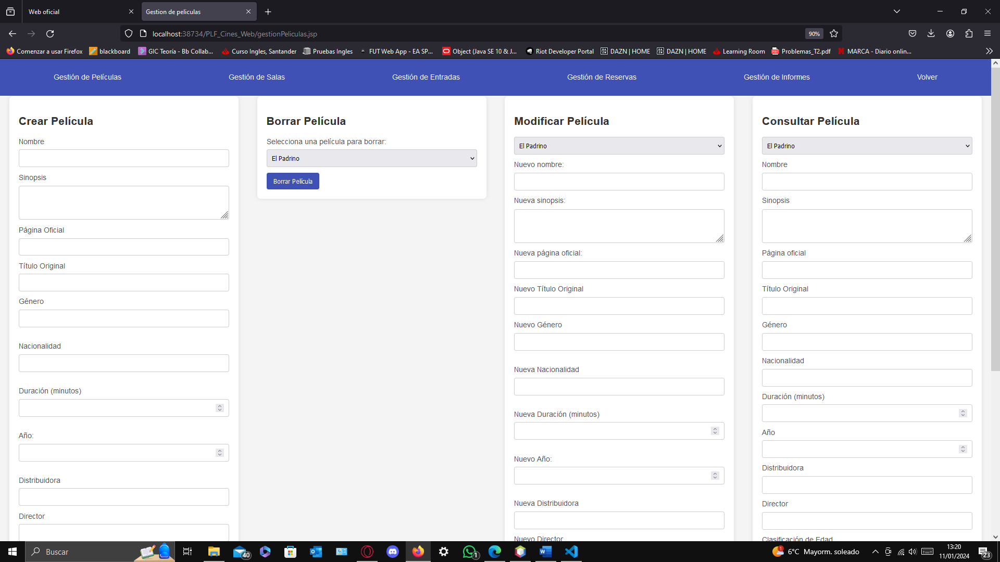 Web oficial
Gestion de peliculas
localhost:38734/PLF_Cines_Web/gestionPeliculas.jsp
90%
Comenzar a usar Firefox
blackboard
GIC Teoría - Bb Collab...
Curso Ingles, Santander
Pruebas Ingles
FUT Web App - EA SP...
Object (Java SE 10 & J...
Riot Developer Portal
DAZN | HOME
DAZN | HOME
Learning Room
Problemas_T2.pdf
MARCA - Diario onlin...
Gestión de Películas
Gestión de Salas
Gestión de Entradas
Gestión de Reservas
Gestión de Informes
Volver
Crear Película
Nombre
Sinopsis
Página Oficial
Título Original
Género
Nacionalidad
Duración (minutos)
Año:
Distribuidora
Director
Borrar Película
Selecciona una película para borrar:
El Padrino
Borrar Película
Modificar Película
El Padrino
Nuevo nombre:
Nueva sinopsis:
Nueva página oficial:
Nuevo Título Original
Nuevo Género
Nueva Nacionalidad
Nueva Duración (minutos)
Nuevo Año:
Nueva Distribuidora
Nuevo Director
Consultar Película
El Padrino
Nombre
Sinopsis
Página oficial
Título Original
Género
Nacionalidad
Duración (minutos)
Año
Distribuidora
Director
Clasificación de Edad
Buscar
40
1
1
6°C Mayorm. soleado
13:20
11/01/2024
23